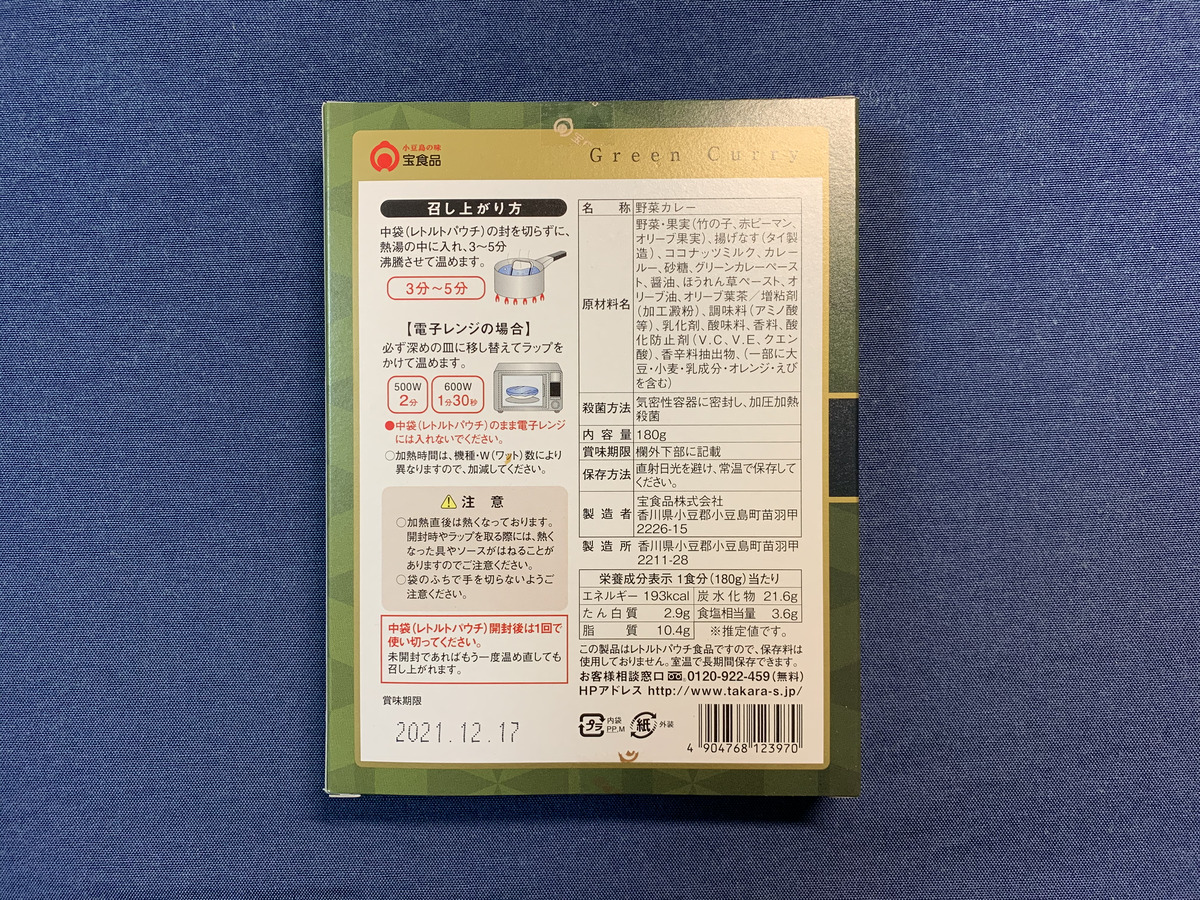 小豆島の味
宝食品
Green Curry
召し上がり方
中袋(レトルトパウチ)の封を切らずに、
熱湯の中に入れ、3〜5分
沸騰させて温めます。
3分〜5分
【電子レンジの場合】
必ず深めの皿に移し替えてラップを
かけて温めます。
500W
2分
600W
1分30秒
●中袋(レトルトパウチ)のまま電子レンジ
には入れないでください。
○加熱時間は、機種・W(ワット)数により
異なりますので、加減してください。
注 意
○加熱直後は熱くなっております。
開封時やラップを取る際には、熱く
なった具やソースがはねることが
ありますのでご注意ください。
○袋のふちで手を切らないようご
注意ください。
中袋(レトルトパウチ)開封後は1回で
使い切ってください。
未開封であればもう一度温め直しても
召し上がれます。
賞味期限
2021.12.17
名 称 野菜カレー
原材料名
野菜・果実(竹の子、赤ピーマン、
オリーブ果実)、揚げなす(タイ製
造)、ココナッツミルク、カレー
ルー、砂糖、グリーンカレーペース
ト、醤油、ほうれん草ペースト、オ
リーブ油、オリーブ葉茶/増粘剤
(加工澱粉)、調味料(アミノ酸
等)、乳化剤、酸味料、香料、酸
化防止剤(V.C、V.E、クエン
酸)、香辛料抽出物、(一部に大
豆・小麦・乳成分・オレンジ・えび
を含む)
殺菌方法 気密性容器に密封し、加圧加熱
殺菌
内容量 180g
賞味期限 欄外下部に記載
保存方法 直射日光を避け、常温で保存して
ください。
製造者 宝食品株式会社
香川県小豆郡小豆島町苗羽甲
2226-15
製造所 香川県小豆郡小豆島町苗羽甲
2211-28
栄養成分表示 1食分(180g)当たり
エネルギー 193kcal 炭水化物 21.6g
たん白質 2.9g 食塩相当量 3.6g
脂 質 10.4g ※推定値です。
この製品はレトルトパウチ食品ですので、保存料は
使用しておりません。室温で長期間保存できます。
お客様相談窓口 0120-922-459(無料)
HPアドレス http://www.takara-s.jp/
プラ
内袋
PP,M
紙
外装
4 904768 123970